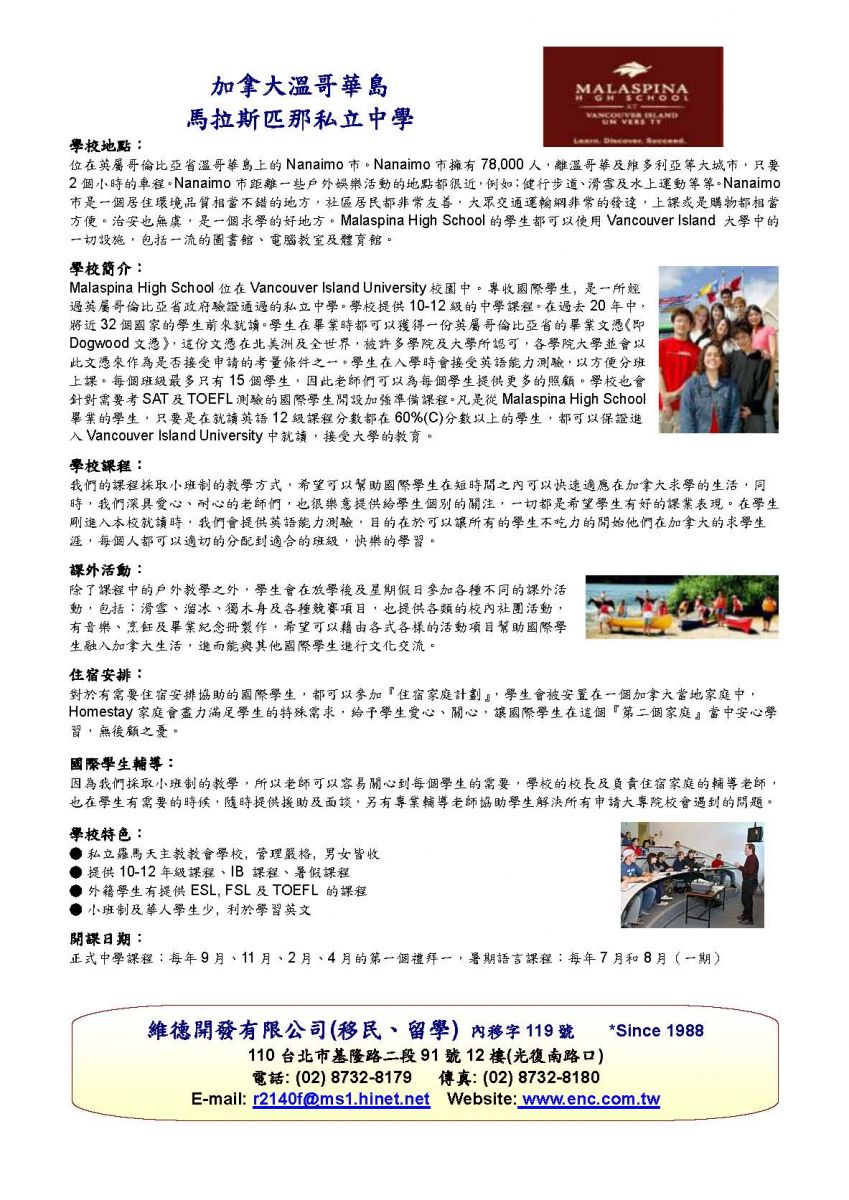 加拿大溫哥華島
馬拉斯匹那私立中學
MALASPINA
H GH SCHOOL
AT
VANCOUVER ISLAND
UN VERS TY
Learn. Discover. Succeed.
學校地點：
位在英屬哥倫比亞省溫哥華島上的 Nanaimo 市。Nanaimo 市擁有 78,000 人，離溫哥華及維多利亞等大城市，只要
2 個小時的車程。Nanaimo 市距離一些戶外娛樂活動的地點都很近，例如：健行步道、滑雪及水上運動等等。Nanaimo
市是一個居住環境品質相當不錯的地方，社區居民都非常友善，大眾交通運輸網非常的發達，上課或是購物都相當
方便。治安也無虞，是一個求學的好地方。Malaspina High School 的學生都可以使用 Vancouver Island 大學中的
一切設施，包括一流的圖書館、電腦教室及體育館。
學校簡介：
Malaspina High School 位在 Vancouver Island University 校園中。專收國際學生, 是一所經
過英屬哥倫比亞省政府驗證通過的私立中學。學校提供 10-12 級的中學課程。在過去 20 年中，
將近 32 個國家的學生前來就讀。學生在畢業時都可以獲得一份英屬哥倫比亞省的畢業文憑《即
Dogwood 文憑》，這份文憑在北美洲及全世界，被許多學院及大學所認可，各學院大學並會以
此文憑來作為是否接受申請的考量條件之一。學生在入學時會接受英語能力測驗，以方便分班
上課。每個班級最多只有 15 個學生，因此老師們可以為每個學生提供更多的照顧。學校也會
針對需要考 SAT 及 TOEFL 測驗的國際學生開設加強準備課程。凡是從 Malaspina High School
畢業的學生，只要是在就讀英語 12 級課程分數都在 60%(C)分數以上的學生，都可以保證進
入 Vancouver Island University 中就讀，接受大學的教育。
學校課程：
我們的課程採取小班制的教學方式，希望可以幫助國際學生在短時間之內可以快速適應在加拿大求學的生活，同
時，我們深具愛心、耐心的老師們，也很樂意提供給學生個別的關注，一切都是希望學生有好的課業表現。在學生
剛進入本校就讀時，我們會提供英語能力測驗，目的在於可以讓所有的學生不吃力的開始他們在加拿大的求學生
涯，每個人都可以適切的分配到適合的班級，快樂的學習。
課外活動：
除了課程中的戶外教學之外，學生會在放學後及星期假日參加各種不同的課外活
動，包括：滑雪、溜冰、獨木舟及各種競賽項目，也提供各類的校內社團活動，
有音樂、烹飪及畢業紀念冊製作，希望可以藉由各式各樣的活動項目幫助國際學
生融入加拿大生活，進而能與其他國際學生進行文化交流。
住宿安排：
對於有需要住宿安排協助的國際學生，都可以參加『住宿家庭計劃』，學生會被安置在一個加拿大當地家庭中，
Homestay 家庭會盡力滿足學生的特殊需求，給予學生愛心、關心，讓國際學生在這個『第二個家庭』當中安心學
習，無後顧之憂。
國際學生輔導：
因為我們採取小班制的教學，所以老師可以容易關心到每個學生的需要，學校的校長及負責住宿家庭的輔導老師，
也在學生有需要的時候，隨時提供援助及面談，另有專業輔導老師協助學生解決所有申請大專院校會遇到的問題。
學校特色：
● 私立羅馬天主教教會學校, 管理嚴格, 男女皆收
● 提供 10-12 年級課程、IB 課程、暑假課程
● 外籍學生有提供 ESL, FSL 及 TOEFL 的課程
● 小班制及華人學生少, 利於學習英文
開課日期：
正式中學課程：每年 9 月、11 月、2 月、4 月的第一個禮拜一，暑期語言課程：每年 7 月和 8 月（一期）
維德開發有限公司(移民、留學) 內移字 119 號 *Since 1988
110 台北市基隆路二段 91 號 12 樓(光復南路口)
電話: (02) 8732-8179 傳真: (02) 8732-8180
E-mail: r2140f@ms1.hinet.net Website: www.enc.com.tw